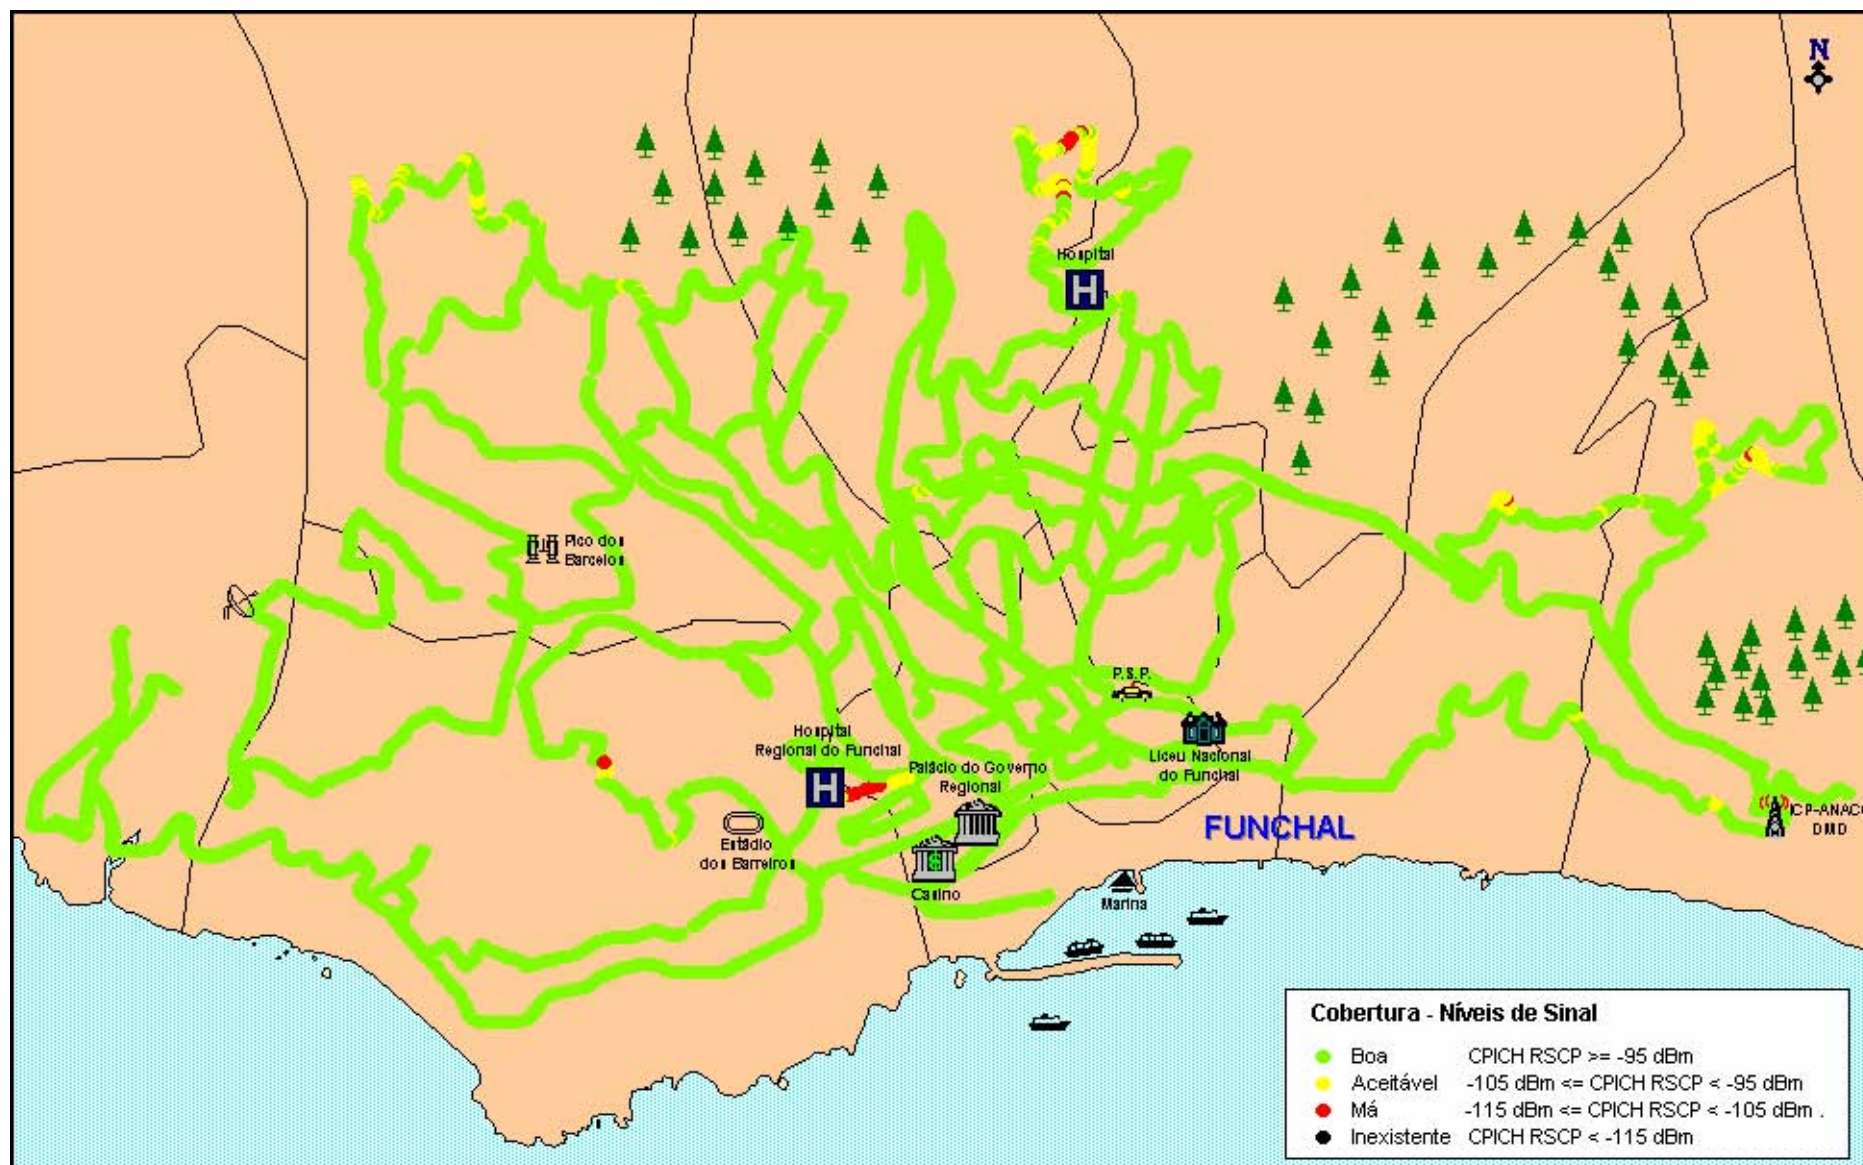 N
Hospital
Pico dos
Barcelos
P.S.P.
Hospital
Regional do Funchal
Liceu Nacional
do Funchal
Palácio do Governo
Regional
FUNCHAL
ICP-ANACO
DMD
Estádio
dos Barreiros
Casino
Marina
Cobertura - Níveis de Sinal
Boa CPICH RSCP >= -95 dBm
Aceitável -105 dBm <= CPICH RSCP < -95 dBm
Má -115 dBm <= CPICH RSCP < -105 dBm .
Inexistente CPICH RSCP < -115 dBm